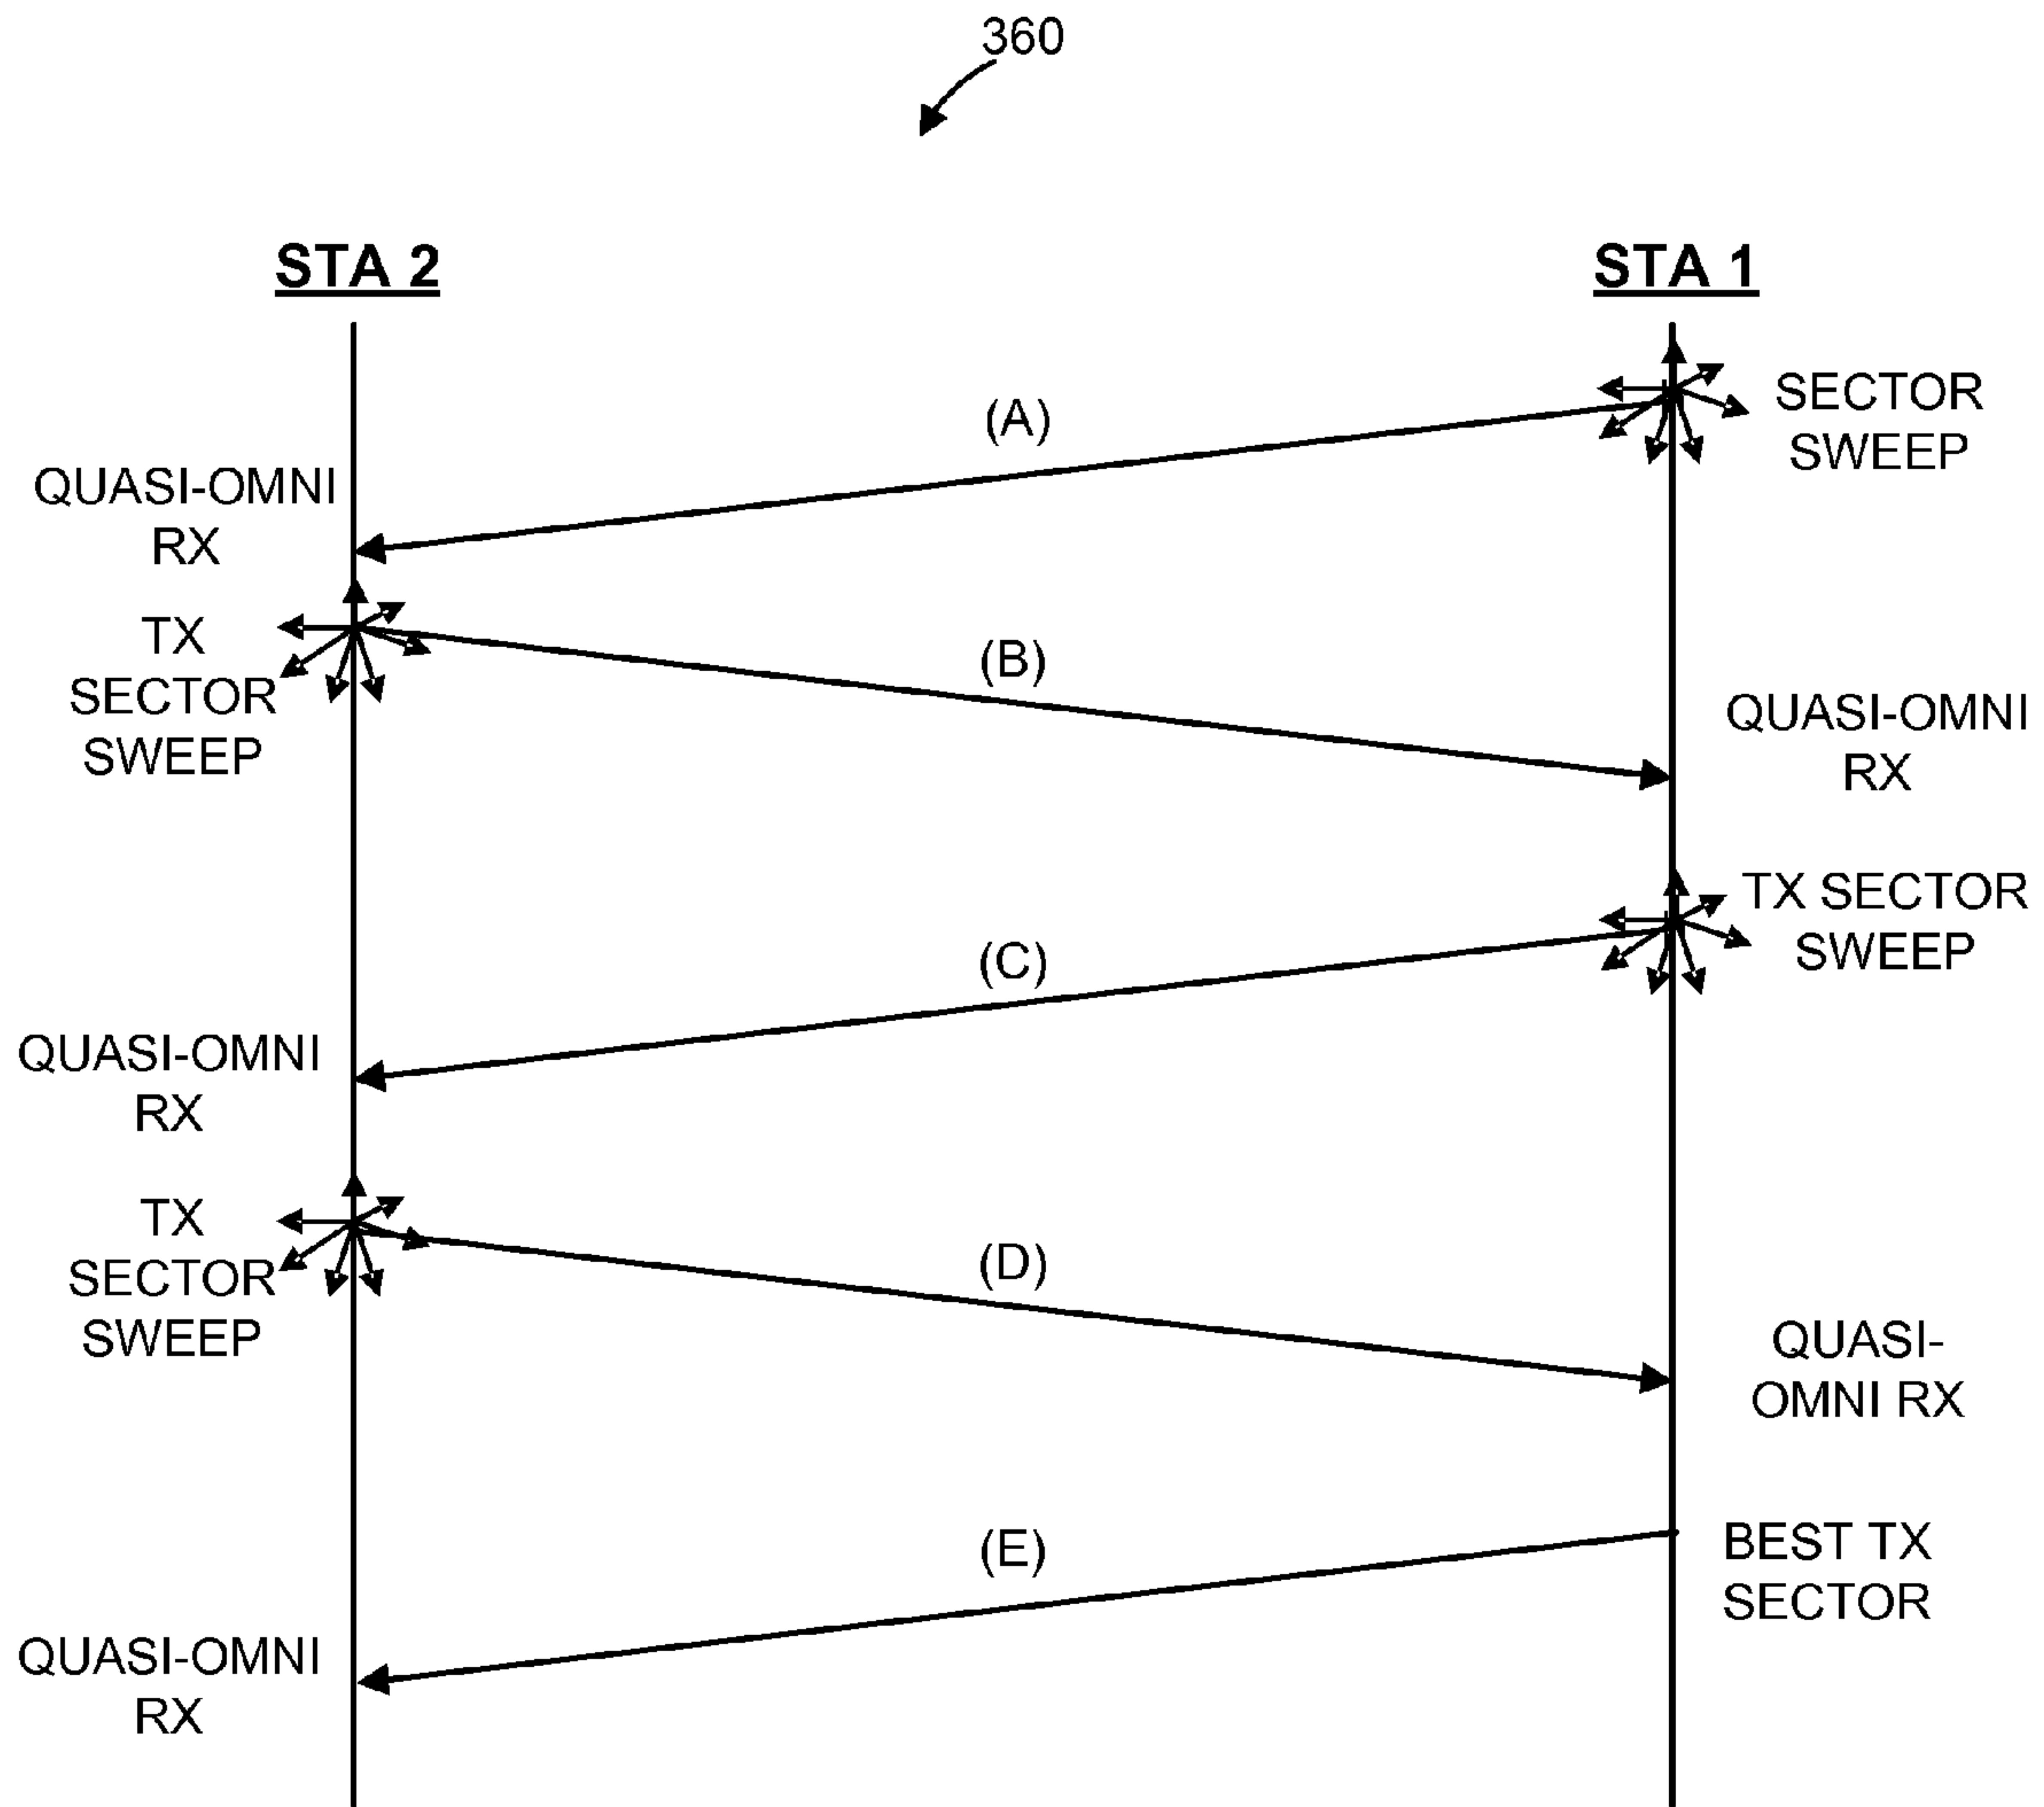 360
STA 2
STA 1
SECTOR
SWEEP
(A)
QUASI-OMNI
RX
TX
SECTOR
SWEEP
(B)
QUASI-OMNI
RX
TX SECTOR
SWEEP
(C)
QUASI-OMNI
RX
TX
SECTOR
SWEEP
(D)
QUASI-
OMNI RX
(E)
BEST TX
SECTOR
QUASI-OMNI
RX